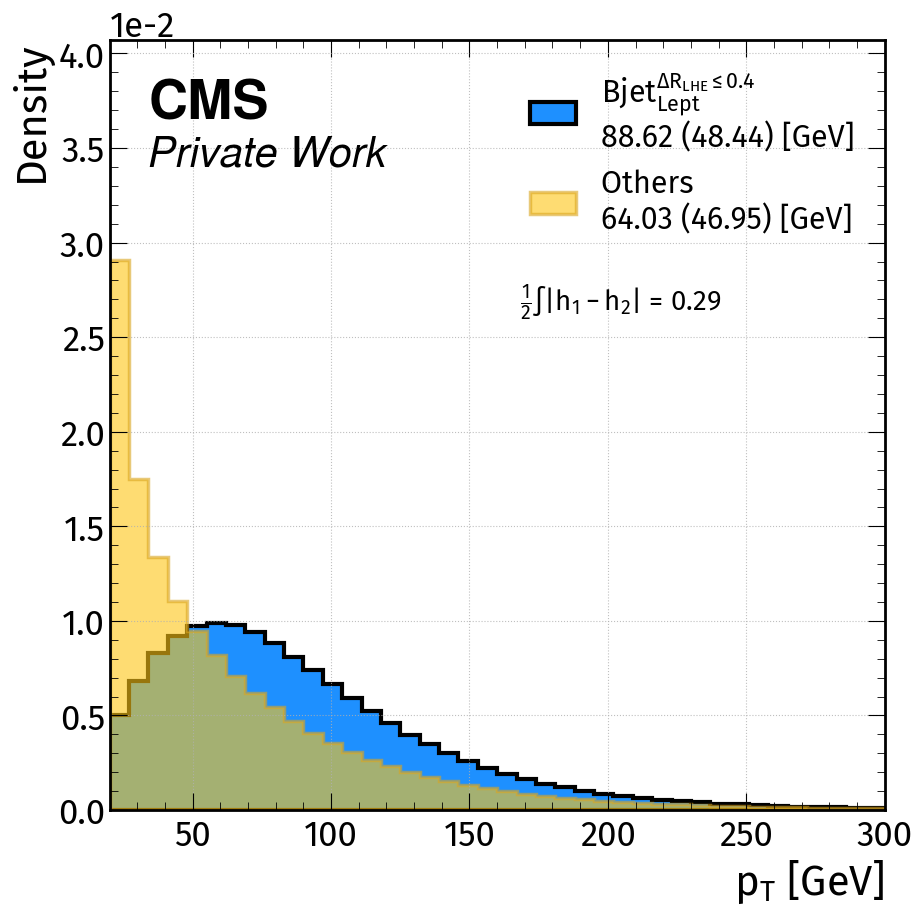 1e-2
Density
4.0
3.5
3.0
2.5
2.0
1.5
1.0
0.5
0.0
CMS
Private Work
Bjet_Lept^ΔR_LHE ≤ 0.4
88.62 (48.44) [GeV]
Others
64.03 (46.95) [GeV]
½∫|h₁ − h₂| = 0.29
50 100 150 200 250 300
p_T [GeV]